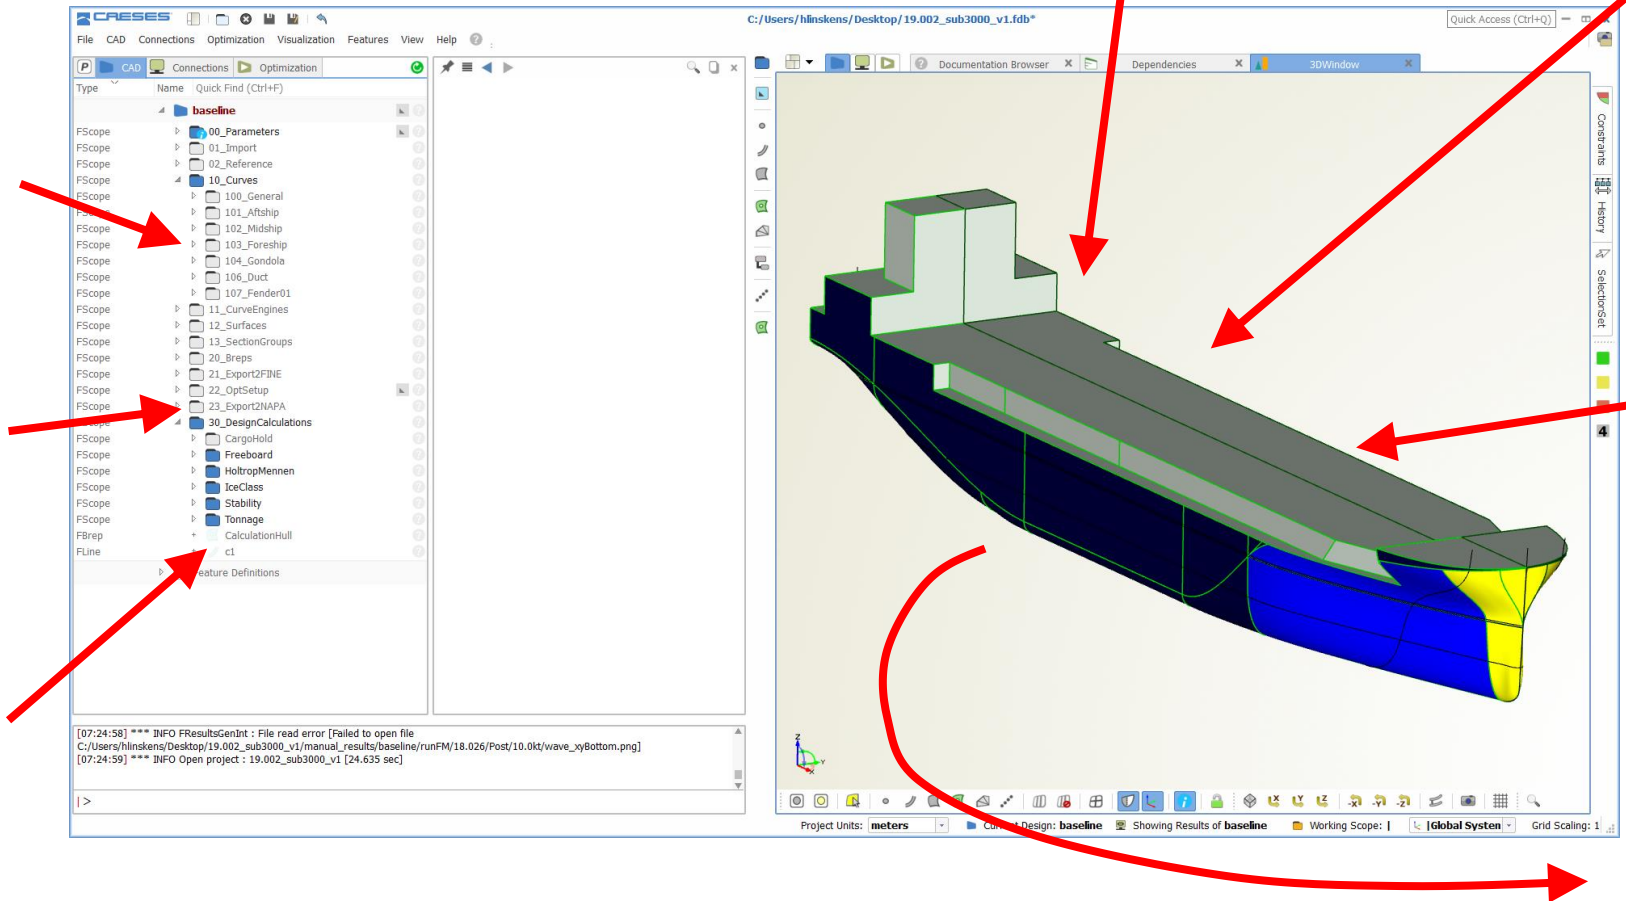 CAESES
C:/Users/hlinskens/Desktop/19.002_sub3000_v1.fdb*
Quick Access (Ctrl+Q)
File CAD Connections Optimization Visualization Features View Help
P CAD Connections Optimization
Documentation Browser Dependencies 3DWindow
Type Name Quick Find (Ctrl+F)
baseline
FScope 00_Parameters
FScope 01_Import
FScope 02_Reference
FScope 10_Curves
FScope 100_General
FScope 101_Aftship
FScope 102_Midship
FScope 103_Foreship
FScope 104_Gondola
FScope 106_Duct
FScope 107_Fender01
FScope 11_CurveEngines
FScope 12_Surfaces
FScope 13_SectionGroups
FScope 20_Breps
FScope 21_Export2FINE
FScope 22_OptSetup
FScope 23_Export2NAPA
FScope 30_DesignCalculations
FScope CargoHold
FScope Freeboard
FScope HoltropMennen
FScope IceClass
FScope Stability
FScope Tonnage
FBrep CalculationHull
FLine c1
eature Definitions
Constraints
History
SelectionSet
4
[07:24:58] *** INFO FResultsGenInt : File read error [Failed to open file
C:/Users/hlinskens/Desktop/19.002_sub3000_v1/manual_results/baseline/runFM/18.026/Post/10.0kt/wave_xyBottom.png]
[07:24:59] *** INFO Open project : 19.002_sub3000_v1 [24.635 sec]
| >
Z
Y
X
X Y Z -X -Y -Z
Project Units: meters Current Design: baseline Showing Results of baseline Working Scope: | |Global System Grid Scaling: 1